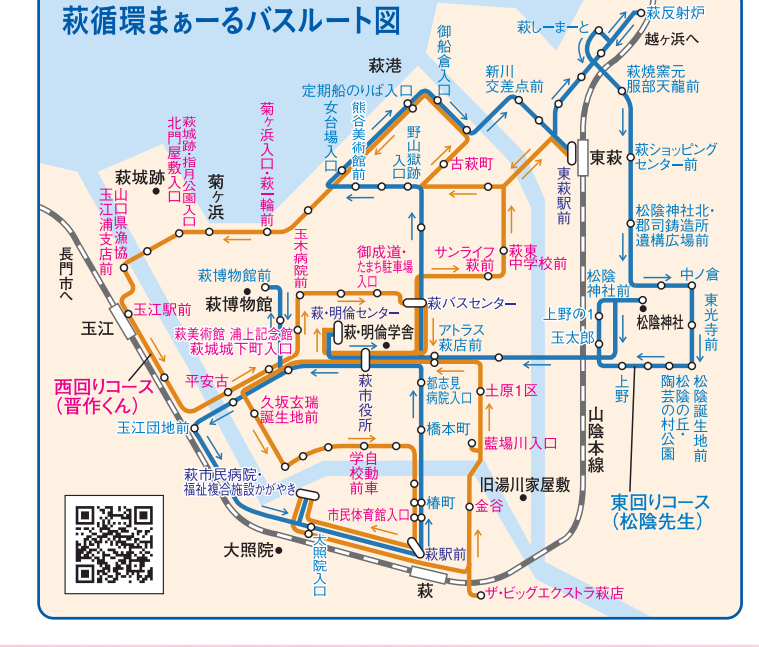 萩循環まぁーるバスルート図
萩反射炉
萩しーまーと
越ヶ浜へ
御船倉入口
萩港
定期船のりば入口
新川
交差点前
萩焼窯元
服部天龍前
女台場入口
熊谷美術館前
野山獄跡
入口
古萩町
東萩
東萩駅前
萩ショッピング
センター前
菊ヶ浜入口・萩一輪前
萩城跡・指月公園入口
北門屋敷入口
萩城跡
菊ヶ浜
山口県漁協
玉江浦支店前
長門市へ
玉木病院前
御成道・
たまち駐車場
入口
サンライフ
萩前
萩東
中学校前
松陰神社北・
郡司鋳造所
遺構広場前
萩博物館前
萩博物館
萩・明倫センター
萩バスセンター
松陰
神社前
中ノ倉
上野の1
玉太郎
松陰神社
東光寺前
玉江駅前
玉江
萩美術館 浦上記念館
萩城城下町入口
萩・明倫学舎
アトラス
萩店前
西回りコース
(晋作くん)
平安古
萩市役所
都志見
病院入口
土原1区
上野
陶芸の村公園
松陰の丘・
松陰誕生地前
久坂玄瑞
誕生地前
玉江団地前
橋本町
藍場川入口
山陰本線
自動車
学校前
萩市民病院・
福祉複合施設かがやき
旧湯川家屋敷
東回りコース
(松陰先生)
椿町
金谷
市民体育館入口
大照院
大照院入口
萩駅前
萩
ザ・ビッグエクストラ萩店